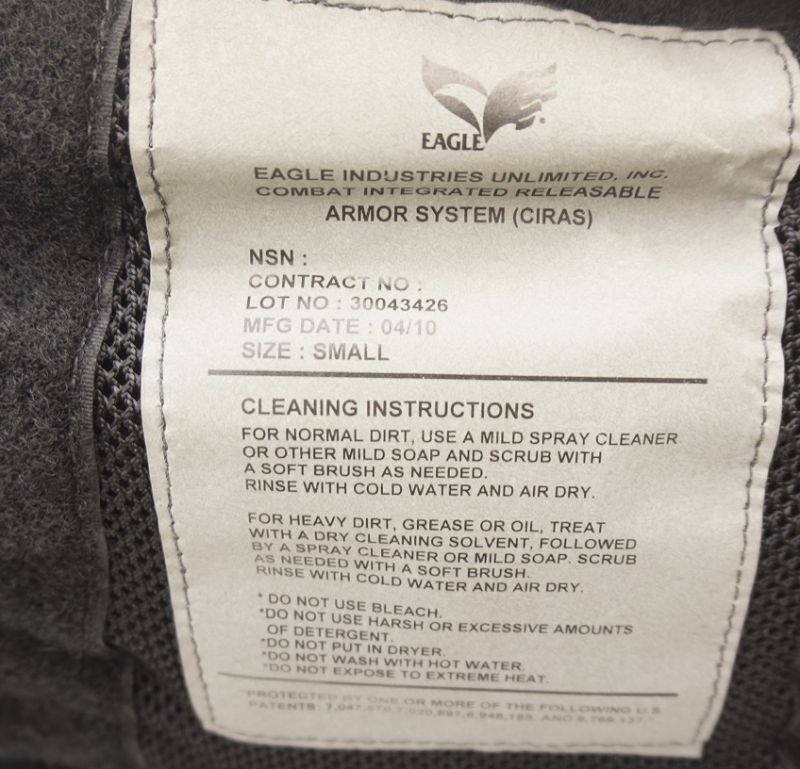 EAGLE
EAGLE INDUSTRIES UNLIMITED, INC.
COMBAT INTEGRATED RELEASABLE
ARMOR SYSTEM (CIRAS)
NSN :
CONTRACT NO :
LOT NO : 30043426
MFG DATE : 04/10
SIZE : SMALL
CLEANING INSTRUCTIONS
FOR NORMAL DIRT, USE A MILD SPRAY CLEANER
OR OTHER MILD SOAP AND SCRUB WITH
A SOFT BRUSH AS NEEDED.
RINSE WITH COLD WATER AND AIR DRY.
FOR HEAVY DIRT, GREASE OR OIL, TREAT
WITH A DRY CLEANING SOLVENT, FOLLOWED
BY A SPRAY CLEANER OR MILD SOAP. SCRUB
AS NEEDED WITH A SOFT BRUSH.
RINSE WITH COLD WATER AND AIR DRY.
* DO NOT USE BLEACH.
*DO NOT USE HARSH OR EXCESSIVE AMOUNTS
OF DETERGENT.
*DO NOT PUT IN DRYER.
*DO NOT WASH WITH HOT WATER.
*DO NOT EXPOSE TO EXTREME HEAT.
*PROTECTED BY ONE OR MORE OF THE FOLLOWING U.S.
PATENTS: AND